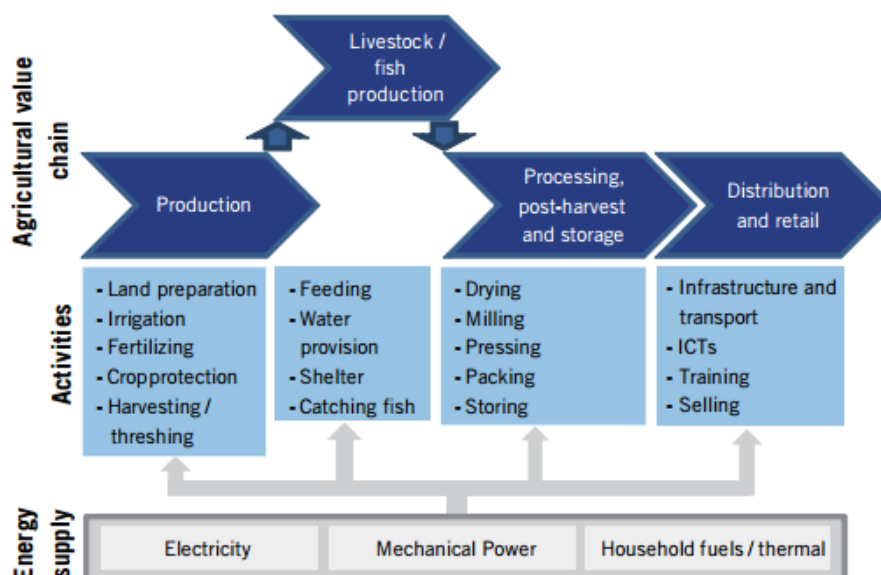 Agricultural value
chain
Livestock /
fish
production
Production
Processing,
post-harvest
and storage
Distribution
and retail
Activities
- Land preparation
- Irrigation
- Fertilizing
- Cropprotection
- Harvesting /
threshing
- Feeding
- Water
provision
- Shelter
- Catching fish
- Drying
- Milling
- Pressing
- Packing
- Storing
- Infrastructure and
transport
- ICTs
- Training
- Selling
Energy
supply
Electricity
Mechanical Power
Household fuels / thermal